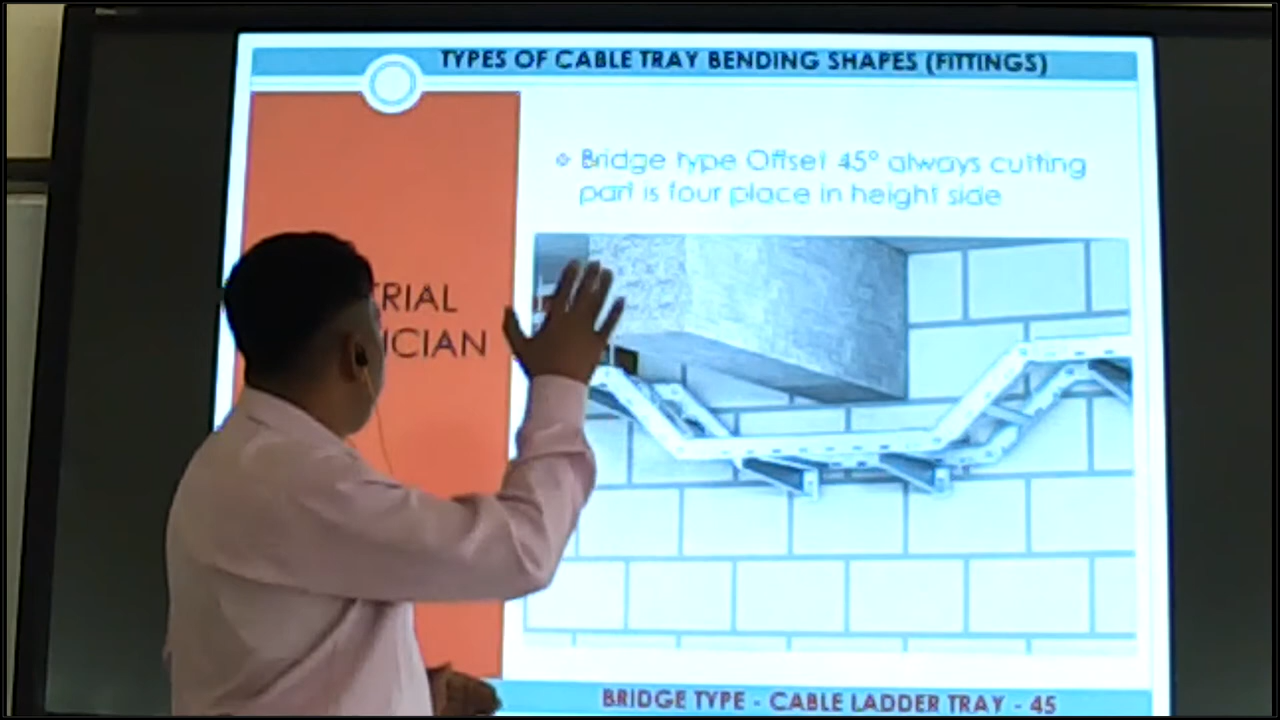 TYPES OF CABLE TRAY BENDING SHAPES (FITTINGS)
Bridge type Offset 45° always cutting
part is four place in height side
TRIAL
ICIAN
BRIDGE TYPE - CABLE LADDER TRAY - 45